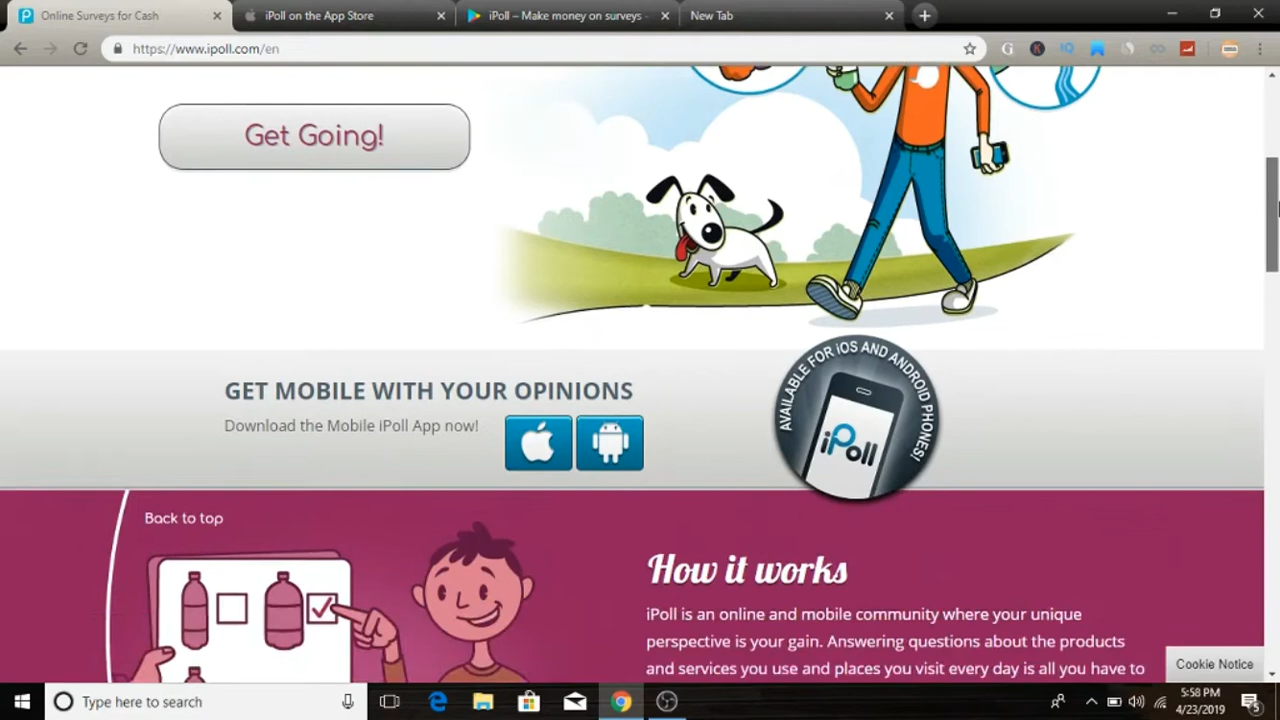 Online Surveys for Cash
iPoll on the App Store
iPoll – Make money on surveys -
New Tab
https://www.ipoll.com/en
Get Going!
GET MOBILE WITH YOUR OPINIONS
Download the Mobile iPoll App now!
AVAILABLE FOR iOS AND ANDROID PHONES!
iPoll
Back to top
How it works
iPoll is an online and mobile community where your unique
perspective is your gain. Answering questions about the products
and services you use and places you visit every day is all you have to
Cookie Notice
Type here to search
5:58 PM
4/23/2019
5